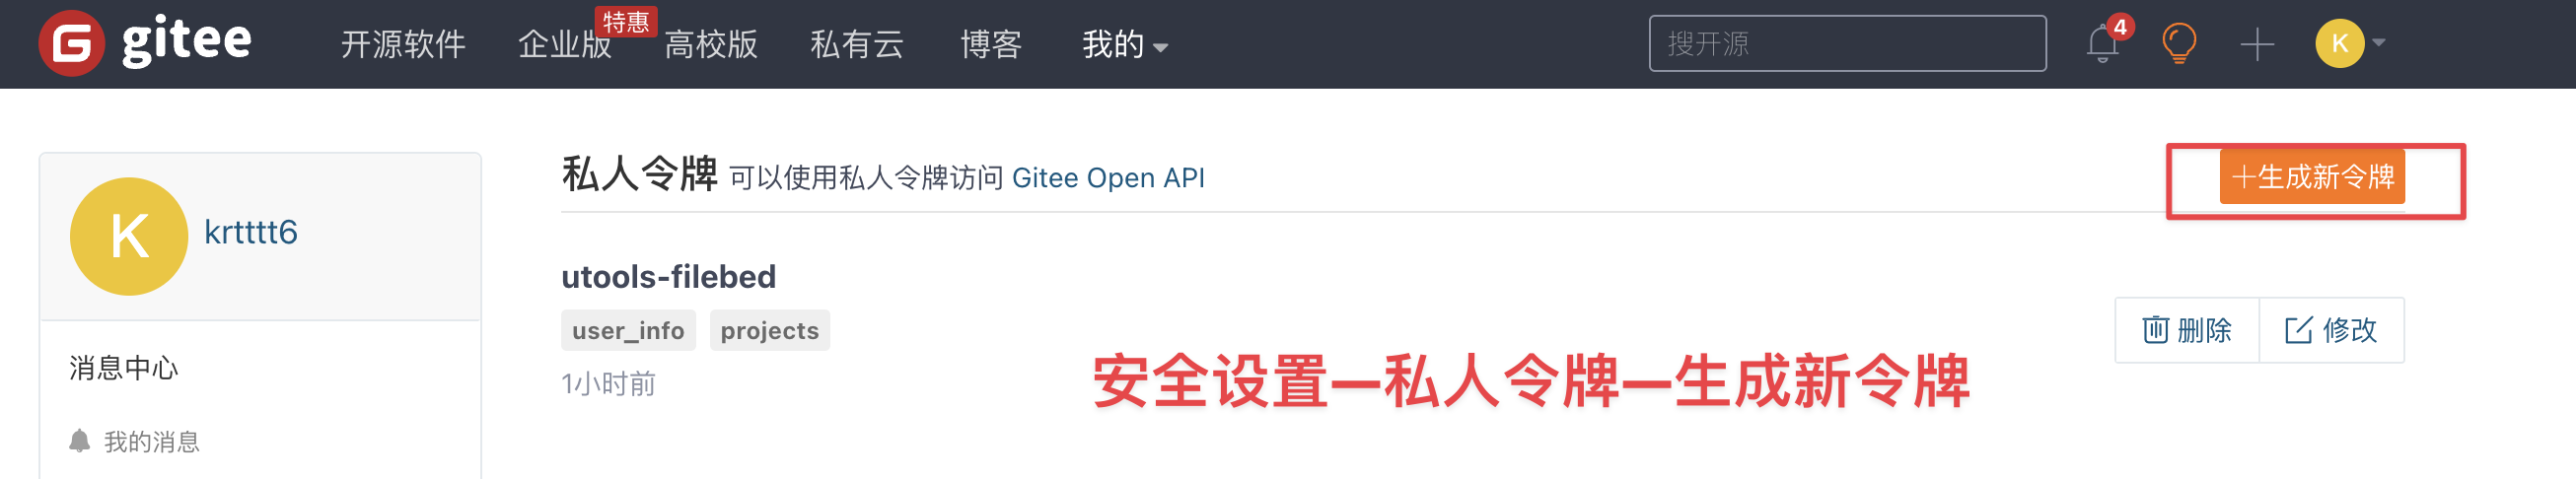 G gitee 开源软件 企业版 特惠 高校版 私有云 博客 我的 搜开源 4 K
私人令牌 可以使用私人令牌访问 Gitee Open API
+生成新令牌
K krtttt6
utools-filebed
user_info projects
删除 修改
1小时前
安全设置—私人令牌—生成新令牌
消息中心
我的消息